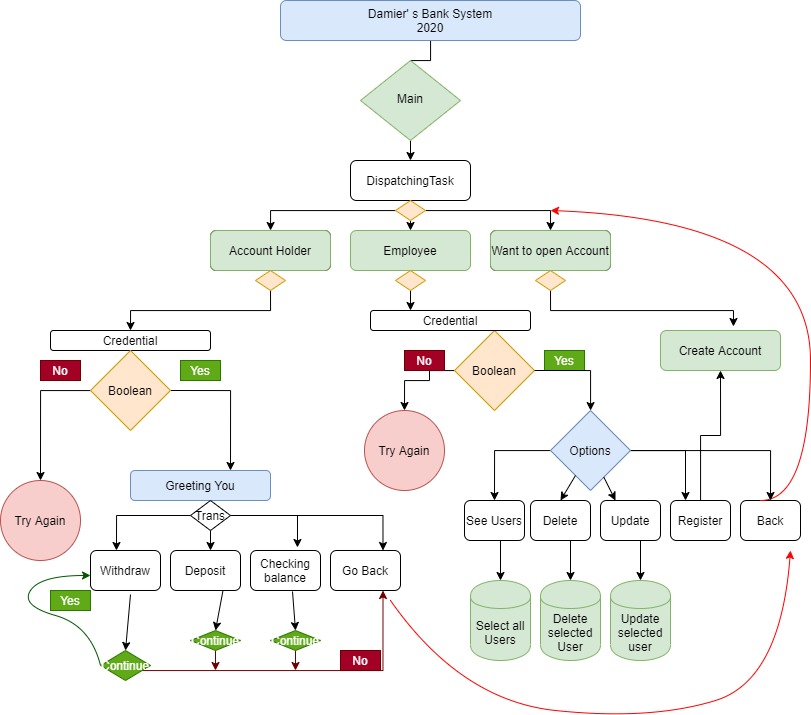 Damier' s Bank System
2020
Main
DispatchingTask
Account Holder
Employee
Want to open Account
Credential
Credential
Create Account
No
Yes
Boolean
No
Yes
Boolean
Try Again
Options
Greeting You
Try Again
Trans
See Users
Delete
Update
Register
Back
Withdraw
Deposit
Checking
balance
Go Back
Yes
Select all
Users
Delete
selected
User
Update
selected
user
Continue
Continue
Continue
No